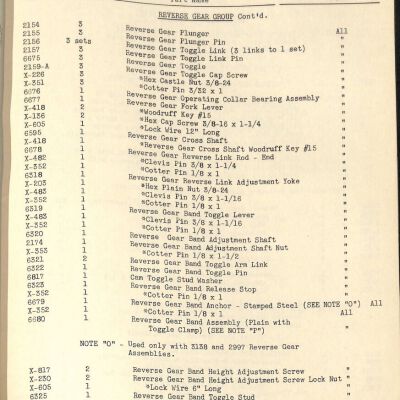 Part Name
REVERSE GEAR GROUP Cont'd.
2154 3 Reverse Gear Plunger All
2155 3 Reverse Gear Plunger Pin "
2156 3 sets Reverse Gear Toggle Link (3 links to 1 set) "
2157 3 Reverse Gear Toggle Link Pin "
6675 3 Reverse Gear Toggle "
2159-A 3 Reverse Gear Toggle Cap Screw "
X-226 3 *Hex Castle Nut 3/8-24 "
X-351 3 *Cotter Pin 3/32 x 1 "
6676 1 Reverse Gear Operating Collar Bearing Assembly "
6677 1 Reverse Gear Fork Lever "
X-418 2 *Woodruff Key #15 "
X-136 2 *Hex Cap Screw 3/8-16 x 1-1/4 "
X-605 1 *Lock Wire 12" Long "
6595 1 Reverse Gear Cross Shaft "
X-418 1 *Reverse Gear Cross Shaft Woodruff Key #15 "
6678 1 Reverse Gear Reverse Link Rod - End "
X-482 1 *Clevis Pin 3/8 x 1-1/4 "
X-352 1 *Cotter Pin 1/8 x 1 "
6318 1 Reverse Gear Reverse Link Adjustment Yoke "
X-203 1 *Hex Plain Nut 3/8-24 "
X-483 1 *Clevis Pin 3/8 x 1-1/16 "
X-352 1 *Cotter Pin 1/8 x 1 "
6319 1 Reverse Gear Band Toggle Lever "
X-483 1 *Clevis Pin 3/8 x 1-1/16 "
X-352 1 *Cotter Pin 1/8 x 1 "
6320 1 Reverse Gear Band Adjustment Shaft "
2174 1 Reverse Gear Band Adjustment Shaft Nut "
X-353 1 *Cotter Pin 1/8 x 1-1/2 "
6321 2 Reverse Gear Band Toggle Arm Link "
6322 1 Reverse Gear Band Toggle Pin "
6817 1 Cam Toggle Stud Washer "
6323 1 Reverse Gear Band Release Stop "
X-352 1 *Cotter Pin 1/8 x 1 "
6679 1 Reverse Gear Band Anchor - Stamped Steel (SEE NOTE "O") All
X-352 1 *Cotter Pin 1/8 x 1 All
6680 1 Reverse Gear Band Assembly (Plain with "
Toggle Clamp) (SEE NOTE "P")
NOTE "O" - Used only with 3138 and 2997 Reverse Gear
Assemblies.
X-817 2 Reverse Gear Band Height Adjustment Screw "
X-230 2 Reverse Gear Band Height Adjustment Screw Lock Nut "
X-605 1 *Lock Wire 6" Long "
6325 1 Reverse Gear Band Toggle Stud "